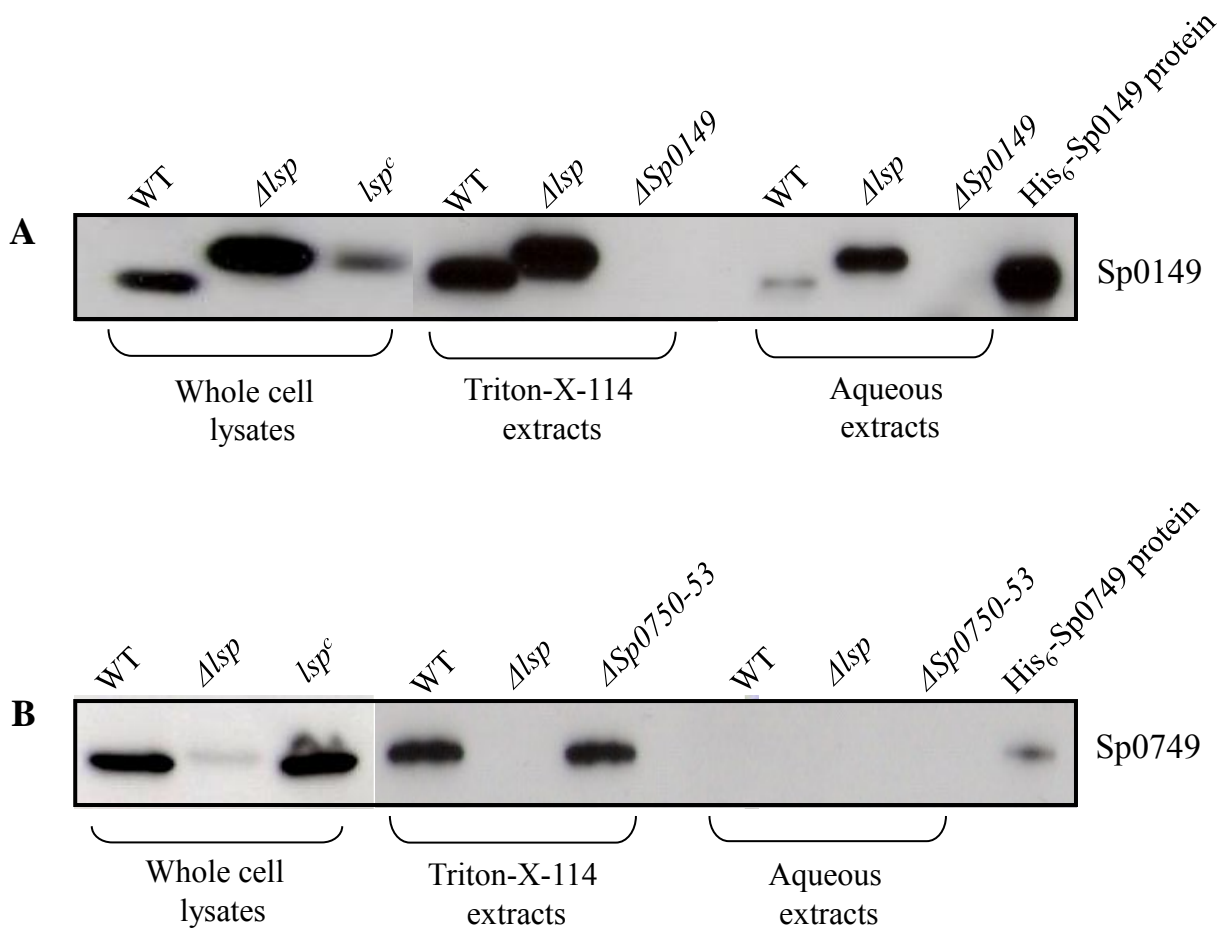 A
WT Δlsp lspᶜ WT Δlsp ΔSp0149 WT Δlsp ΔSp0149 His₆-Sp0149 protein
Sp0149
Whole cell
lysates
Triton-X-114
extracts
Aqueous
extracts
B
WT Δlsp lspᶜ WT Δlsp ΔSp0750-53 WT Δlsp ΔSp0750-53 His₆-Sp0749 protein
Sp0749
Whole cell
lysates
Triton-X-114
extracts
Aqueous
extracts